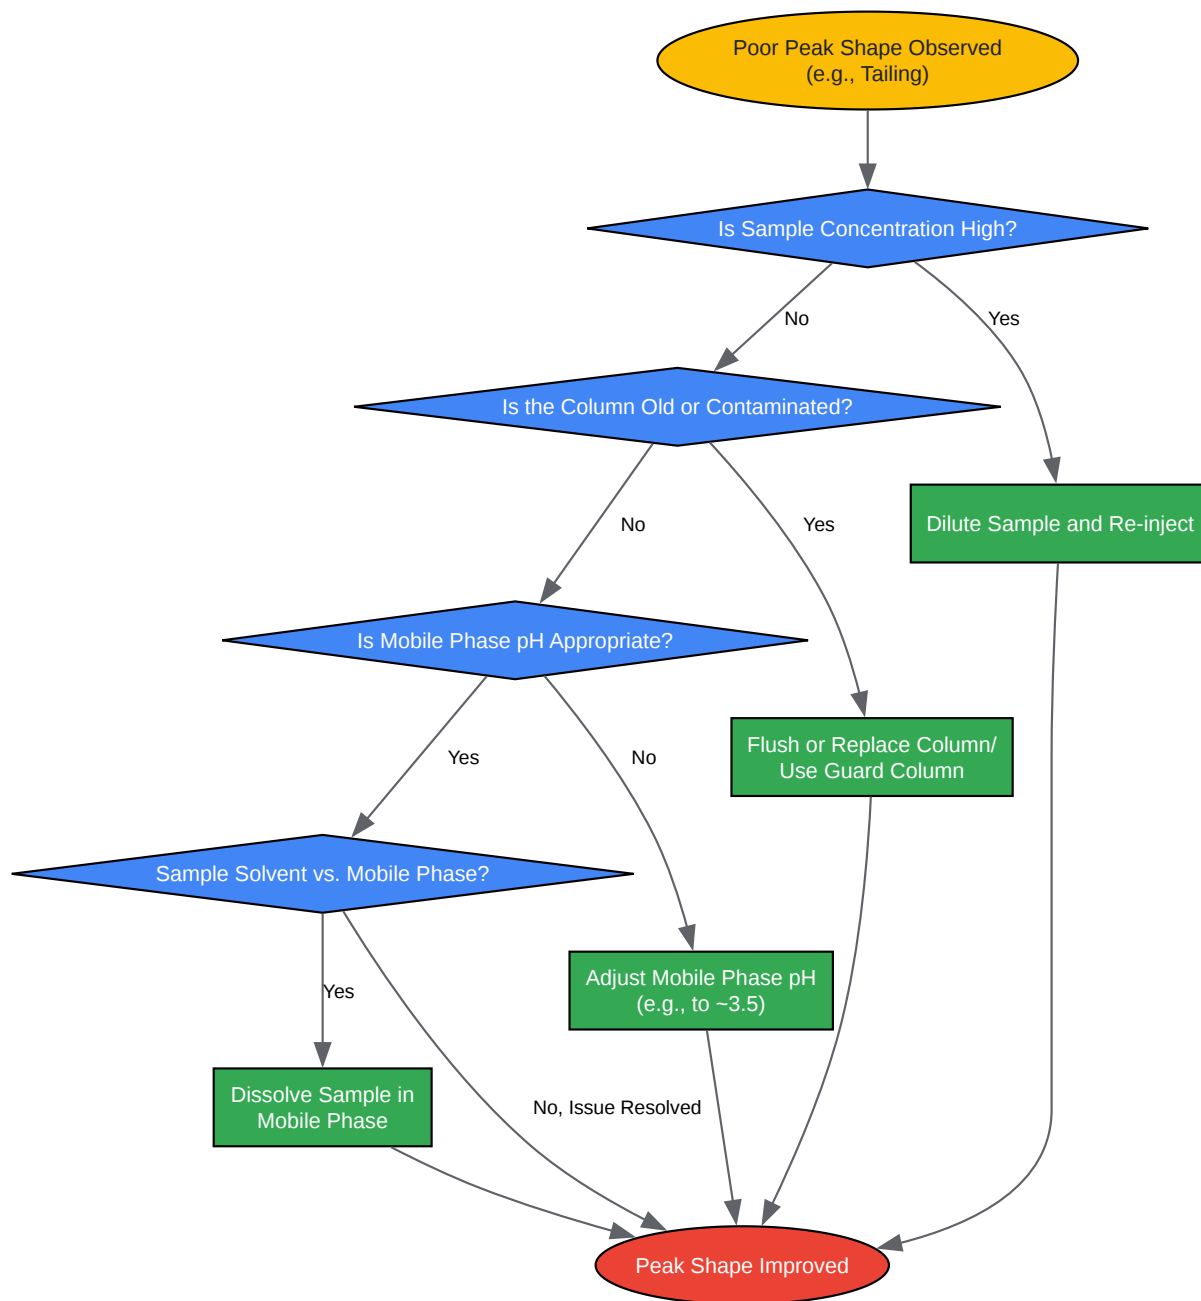 Poor Peak Shape Observed
(e.g., Tailing)
Is Sample Concentration High?
No
Yes
Is the Column Old or Contaminated?
No
Yes
Dilute Sample and Re-inject
Is Mobile Phase pH Appropriate?
Yes
No
Flush or Replace Column/
Use Guard Column
Sample Solvent vs. Mobile Phase?
Yes
No, Issue Resolved
Adjust Mobile Phase pH
(e.g., to ~3.5)
Dissolve Sample in
Mobile Phase
Peak Shape Improved